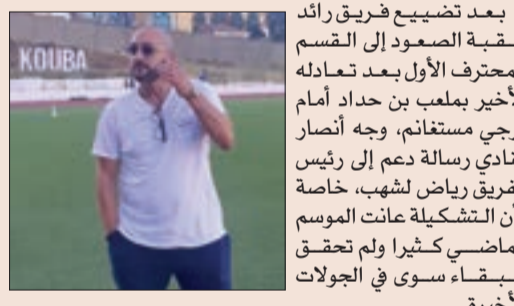 KOUBA
بعد تضييع فريق رائد
قبة الصعود إلى القسم
محترف الأول بعد تعادله
لأخير بملعب بن حداد أمام
رجي مستغانم، وجه أنصار
نادي رسالة دعم إلى رئيس
فريق رياض لشهب، خاصة
أن التشكيلة عانت الموسم
ماضي كثيرا ولم تحقق
بقاء سوى في الجولات